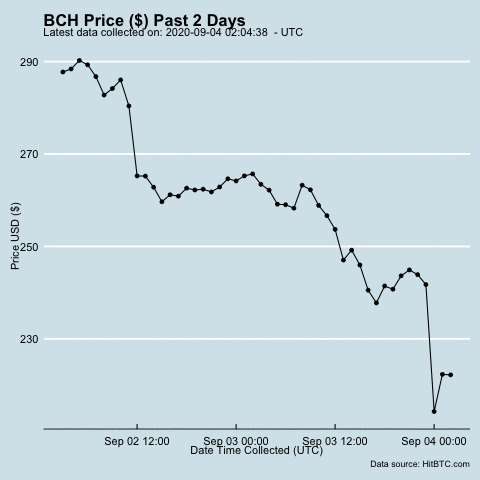 BCH Price ($) Past 2 Days
Latest data collected on: 2020-09-04 02:04:38 - UTC
290
270
250
230
Price USD ($)
Sep 02 12:00 Sep 03 00:00 Sep 03 12:00 Sep 04 00:00
Date Time Collected (UTC)
Data source: HitBTC.com